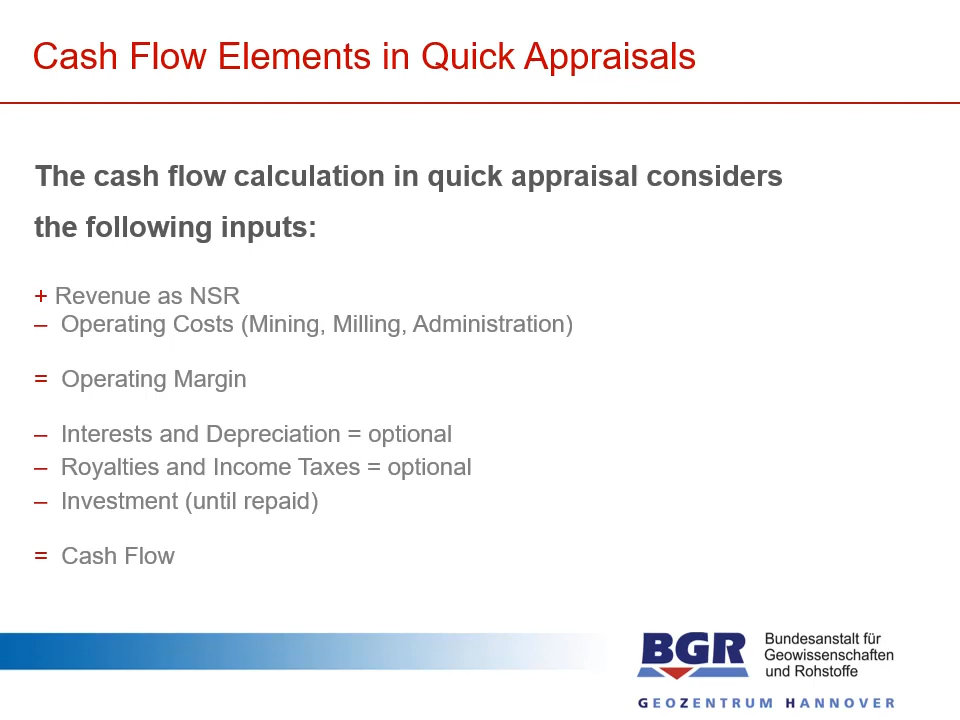 Cash Flow Elements in Quick Appraisals
The cash flow calculation in quick appraisal considers
the following inputs:
+ Revenue as NSR
– Operating Costs (Mining, Milling, Administration)
= Operating Margin
– Interests and Depreciation = optional
– Royalties and Income Taxes = optional
– Investment (until repaid)
= Cash Flow
BGR
Bundesanstalt für
Geowissenschaften
und Rohstoffe
GEOZENTRUM HANNOVER